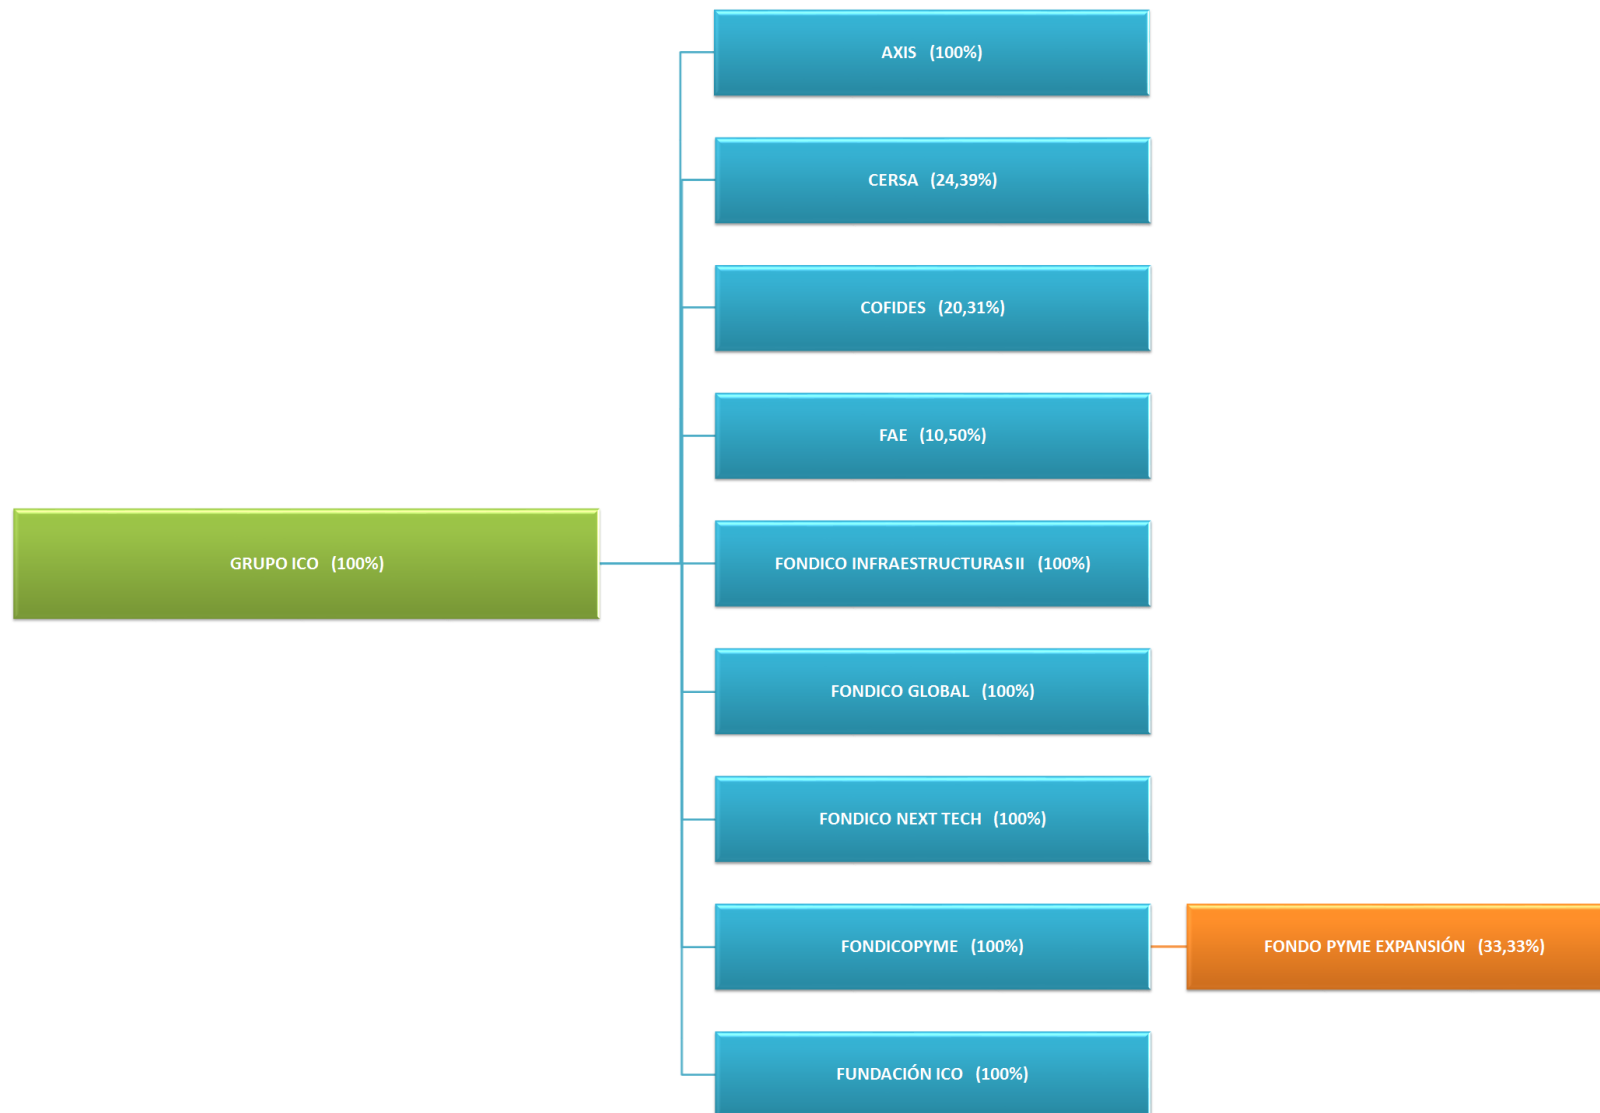 AXIS (100%)
CERSA (24,39%)
COFIDES (20,31%)
FAE (10,50%)
GRUPO ICO (100%)
FONDICO INFRAESTRUCTURAS II (100%)
FONDICO GLOBAL (100%)
FONDICO NEXT TECH (100%)
FONDICOPYME (100%)
FONDO PYME EXPANSIÓN (33,33%)
FUNDACIÓN ICO (100%)